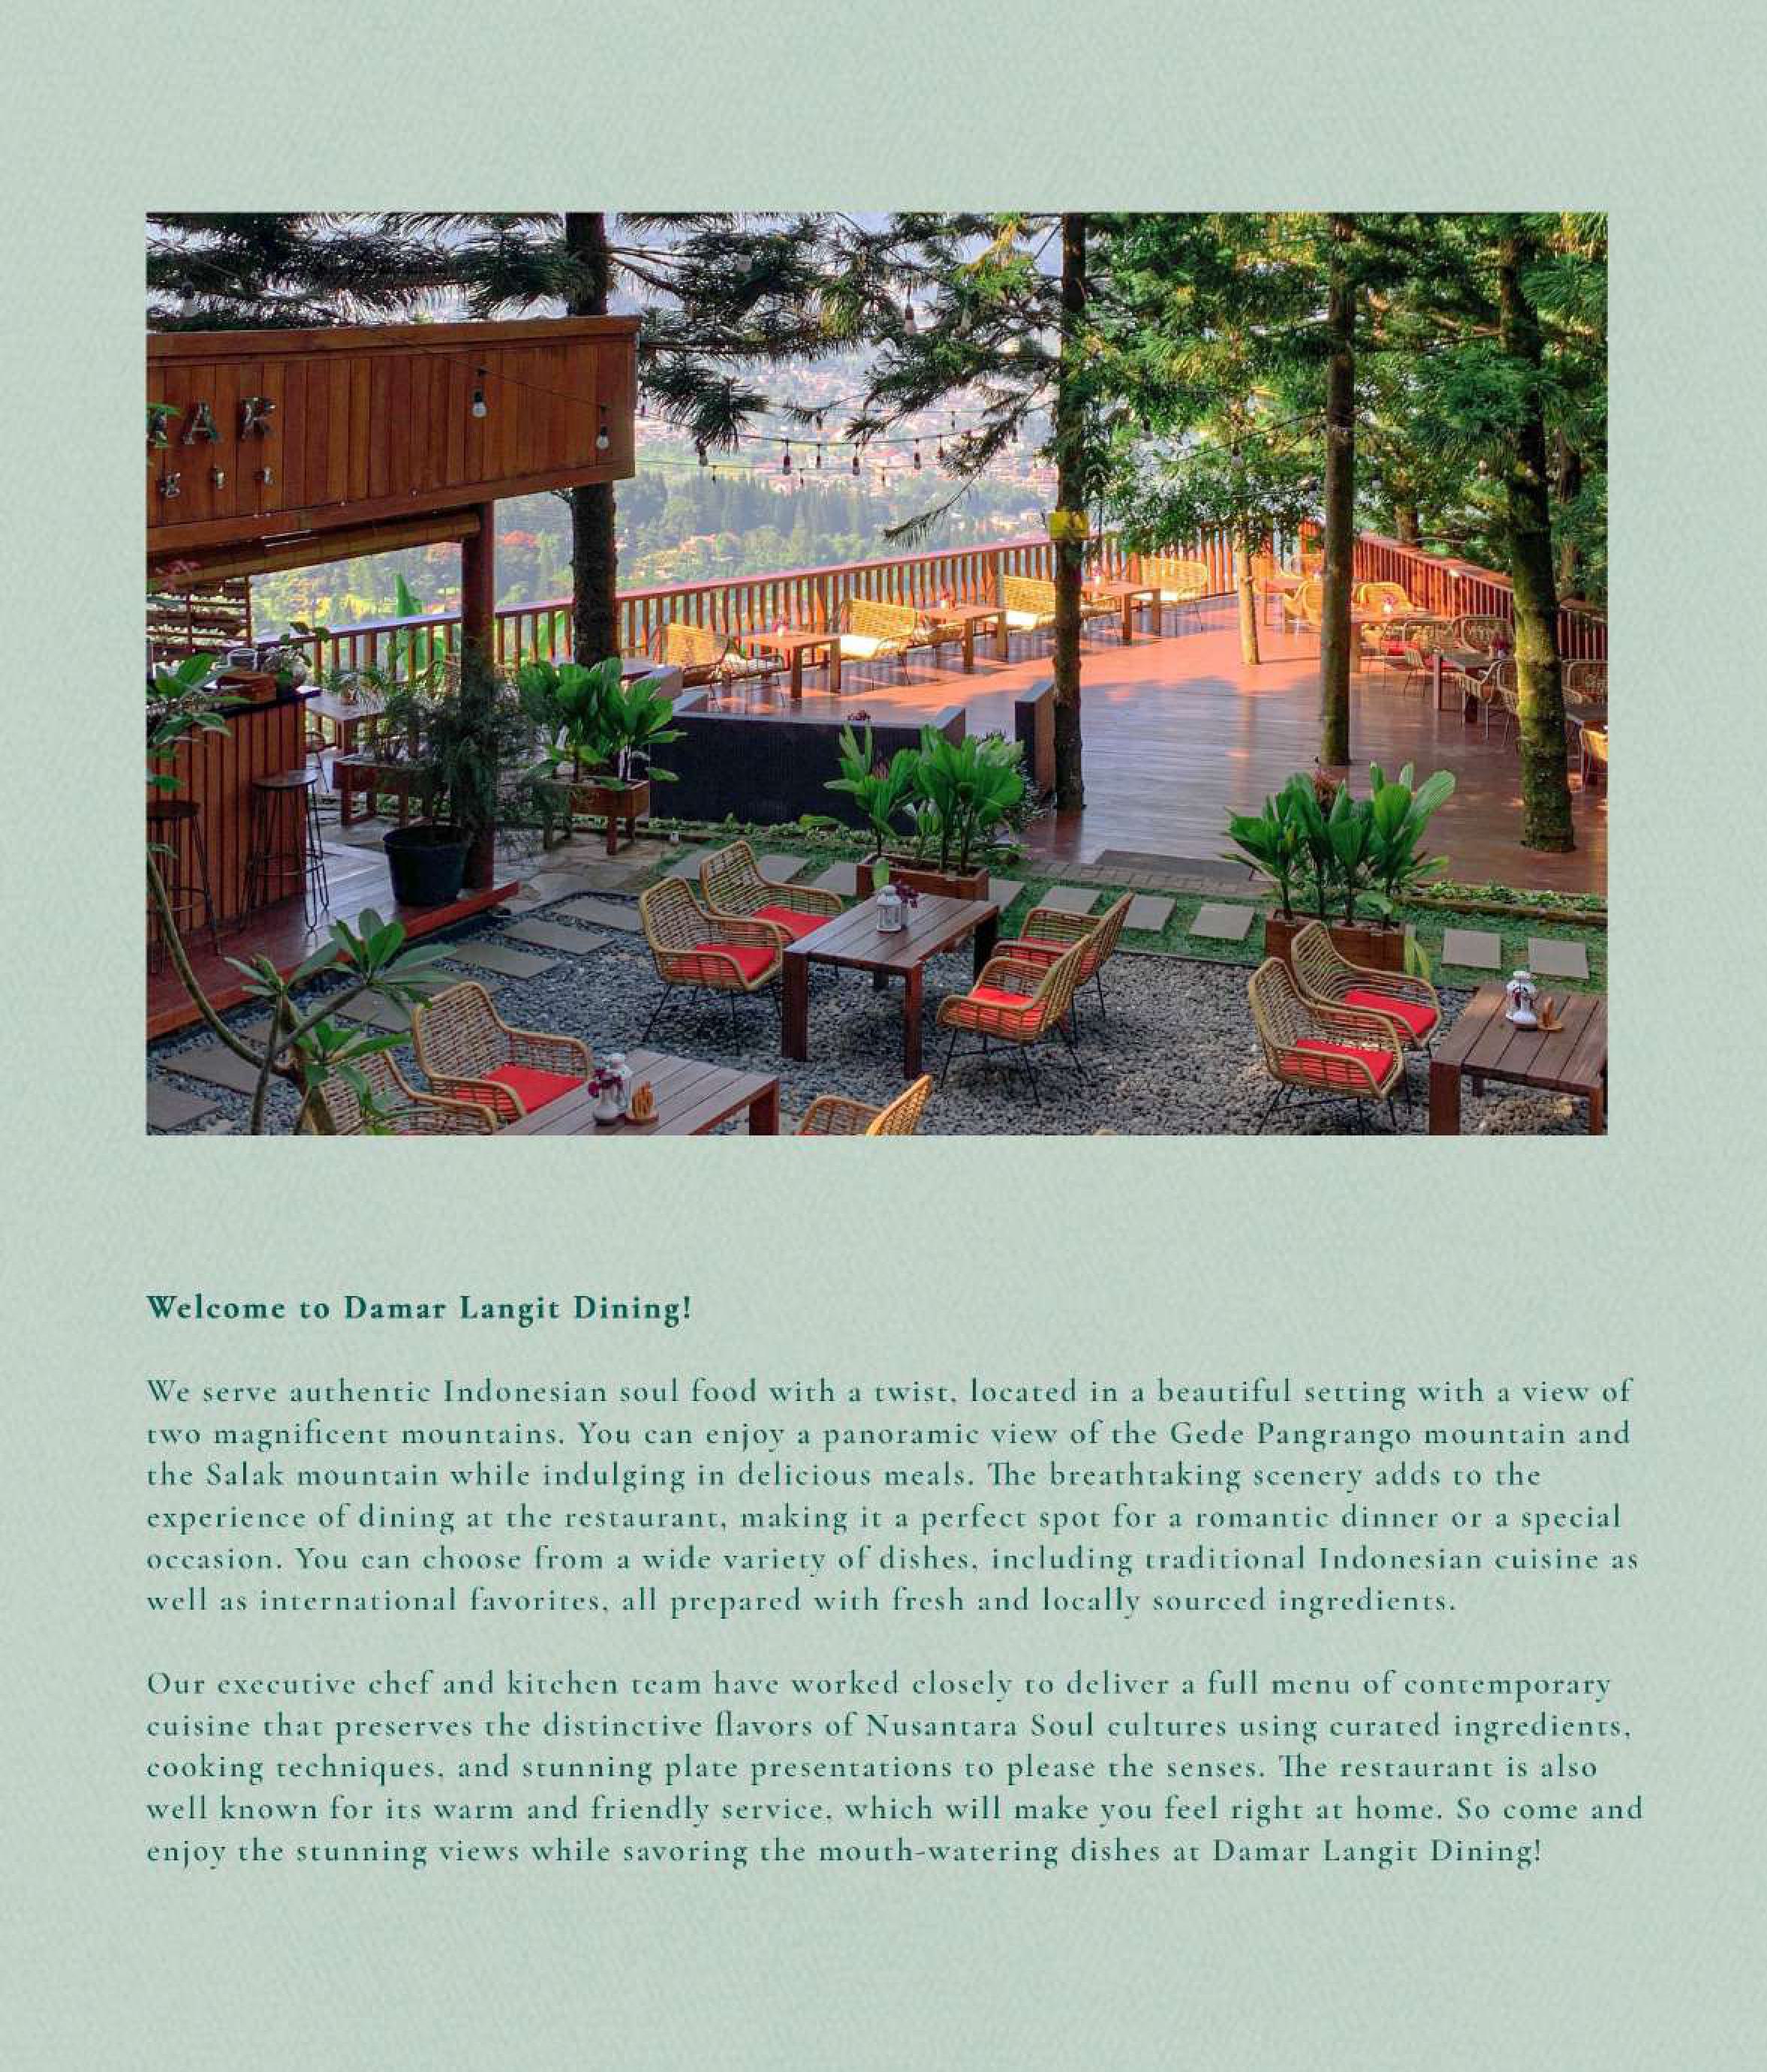 AK
gii
Welcome to Damar Langit Dining!
We serve authentic Indonesian soul food with a twist, located in a beautiful setting with a view of
two magnificent mountains. You can enjoy a panoramic view of the Gede Pangrango mountain and
the Salak mountain while indulging in delicious meals. The breathtaking scenery adds to the
experience of dining at the restaurant, making it a perfect spot for a romantic dinner or a special
occasion. You can choose from a wide variety of dishes, including traditional Indonesian cuisine as
well as international favorites, all prepared with fresh and locally sourced ingredients.
Our executive chef and kitchen team have worked closely to deliver a full menu of contemporary
cuisine that preserves the distinctive flavors of Nusantara Soul cultures using curated ingredients,
cooking techniques, and stunning plate presentations to please the senses. The restaurant is also
well known for its warm and friendly service, which will make you feel right at home. So come and
enjoy the stunning views while savoring the mouth-watering dishes at Damar Langit Dining!